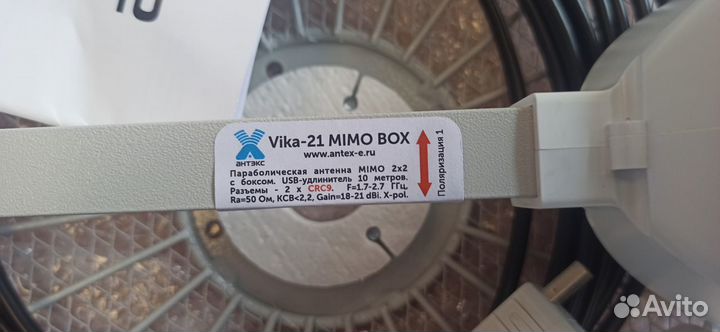 Vika-21 MIMO BOX
www.antex-e.ru
АНТЭКС
Параболическая антенна MIMO 2x2
с боксом. USB-удлинитель 10 метров.
Разъемы - 2 x CRC9. F=1.7-2.7 ГГц,
Ra=50 Ом, КСВ<2,2, Gain=18-21 dBi. X-pol.
Поляризация 1
Avito